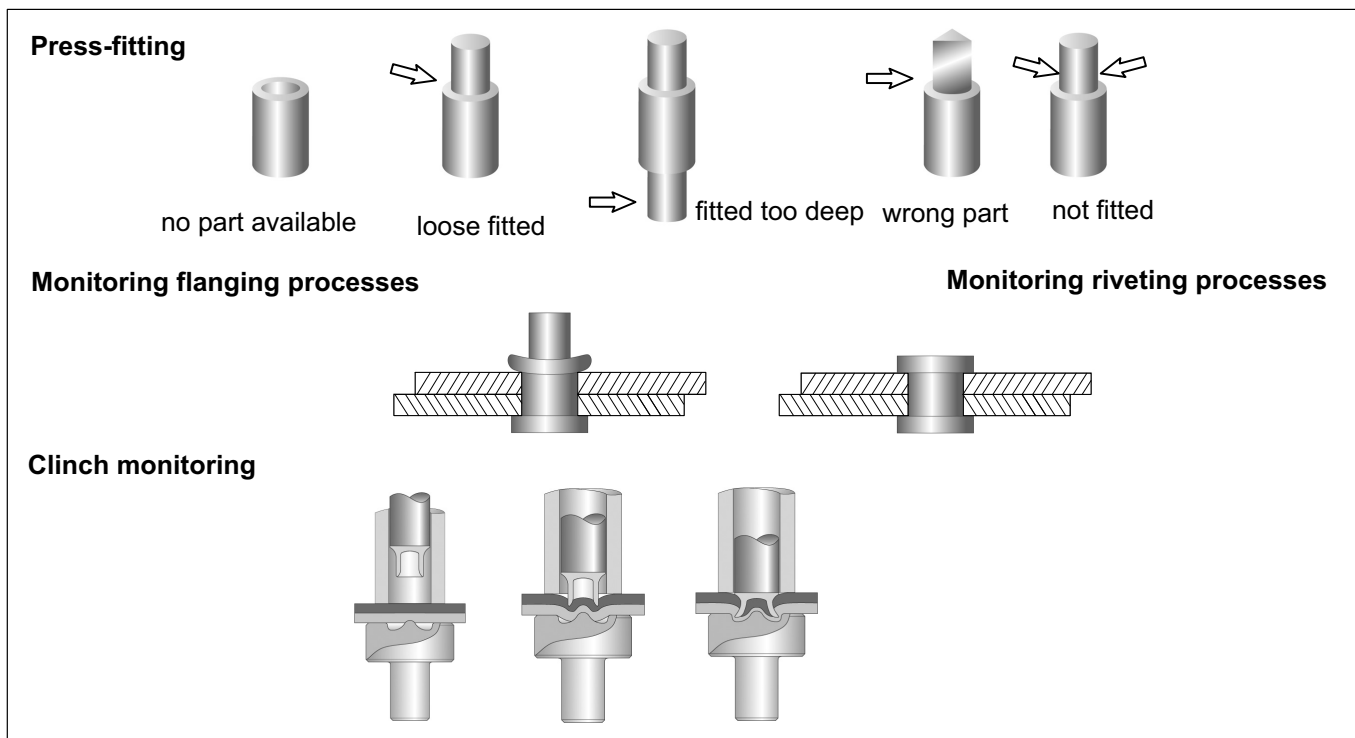 Press-fitting
no part available
loose fitted
fitted too deep
wrong part
not fitted
Monitoring flanging processes
Monitoring riveting processes
Clinch monitoring